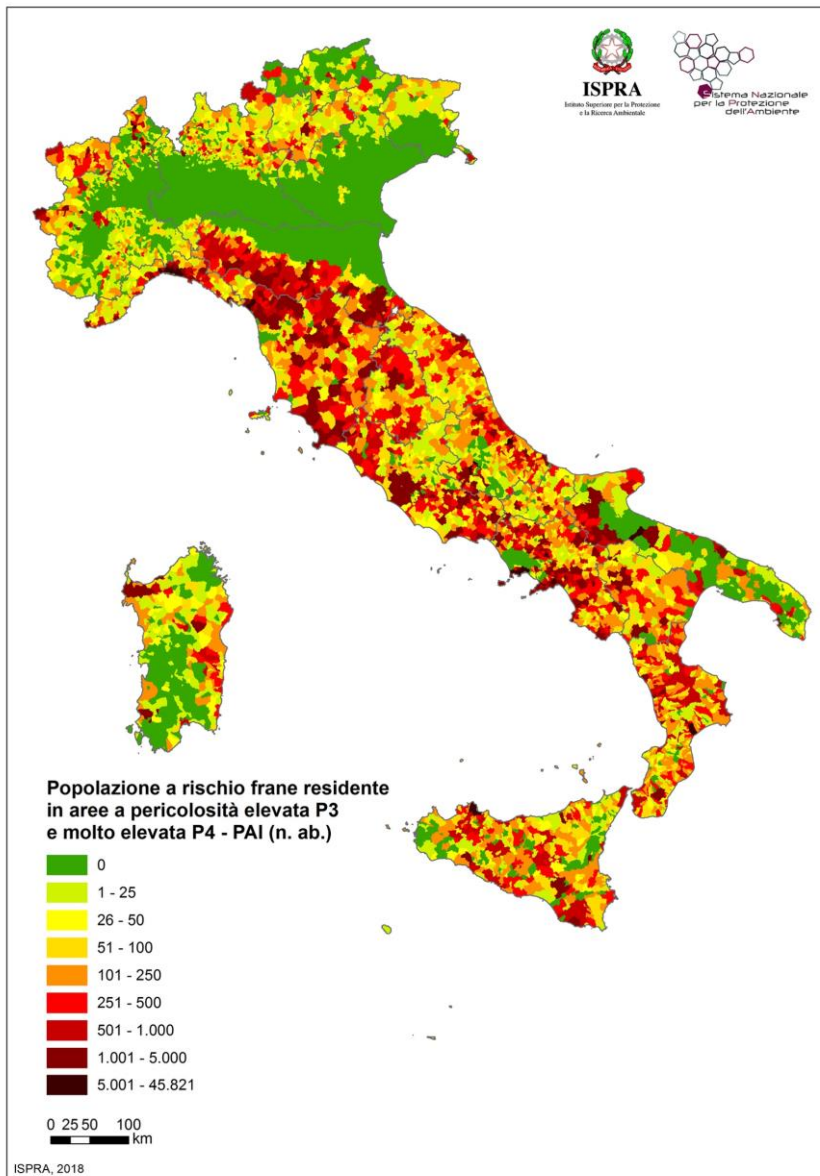 ISPRA
Istituto Superiore per la Protezione
e la Ricerca Ambientale
Sistema Nazionale
per la Protezione
dell'Ambiente
Popolazione a rischio frane residente
in aree a pericolosità elevata P3
e molto elevata P4 - PAI (n. ab.)
0
1 - 25
26 - 50
51 - 100
101 - 250
251 - 500
501 - 1.000
1.001 - 5.000
5.001 - 45.821
0 25 50 100
km
ISPRA, 2018